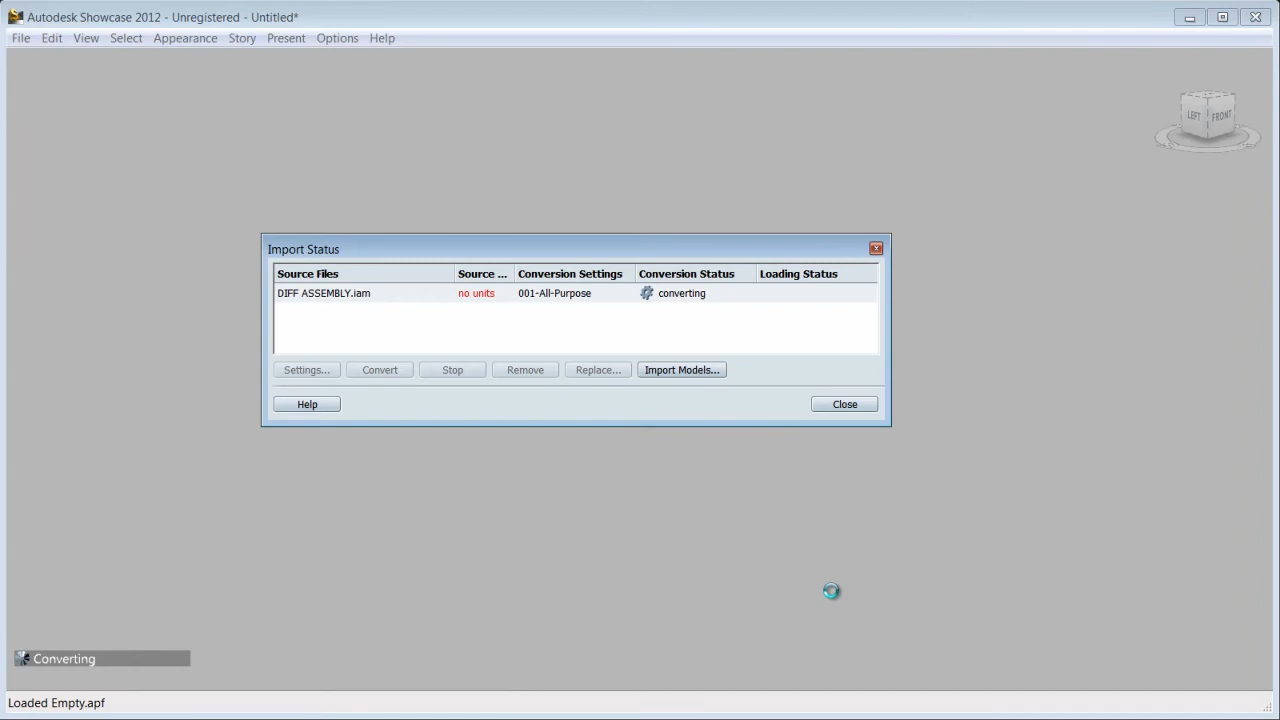 Autodesk Showcase 2012 - Unregistered - Untitled*
File Edit View Select Appearance Story Present Options Help
LEFT FRONT
Import Status
Source Files Source ... Conversion Settings Conversion Status Loading Status
DIFF ASSEMBLY.iam no units 001-All-Purpose converting
Settings... Convert Stop Remove Replace... Import Models...
Help Close
Converting
Loaded Empty.apf